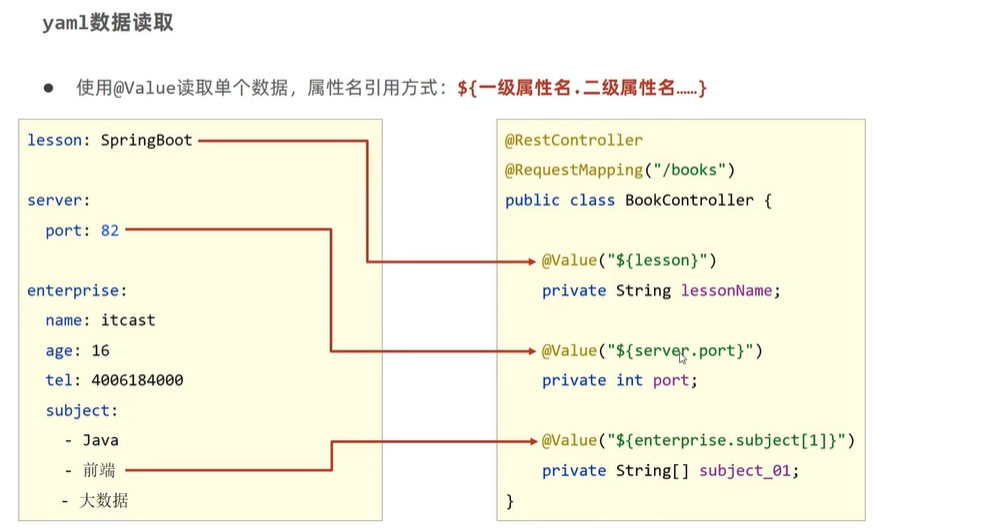 yaml数据读取
● 使用@Value读取单个数据，属性名引用方式：${一级属性名.二级属性名……}
lesson: SpringBoot
server:
port: 82
enterprise:
name: itcast
age: 16
tel: 4006184000
subject:
- Java
- 前端
- 大数据
@RestController
@RequestMapping("/books")
public class BookController {
@Value("${lesson}")
private String lessonName;
@Value("${server.port}")
private int port;
@Value("${enterprise.subject[1]}")
private String[] subject_01;
}